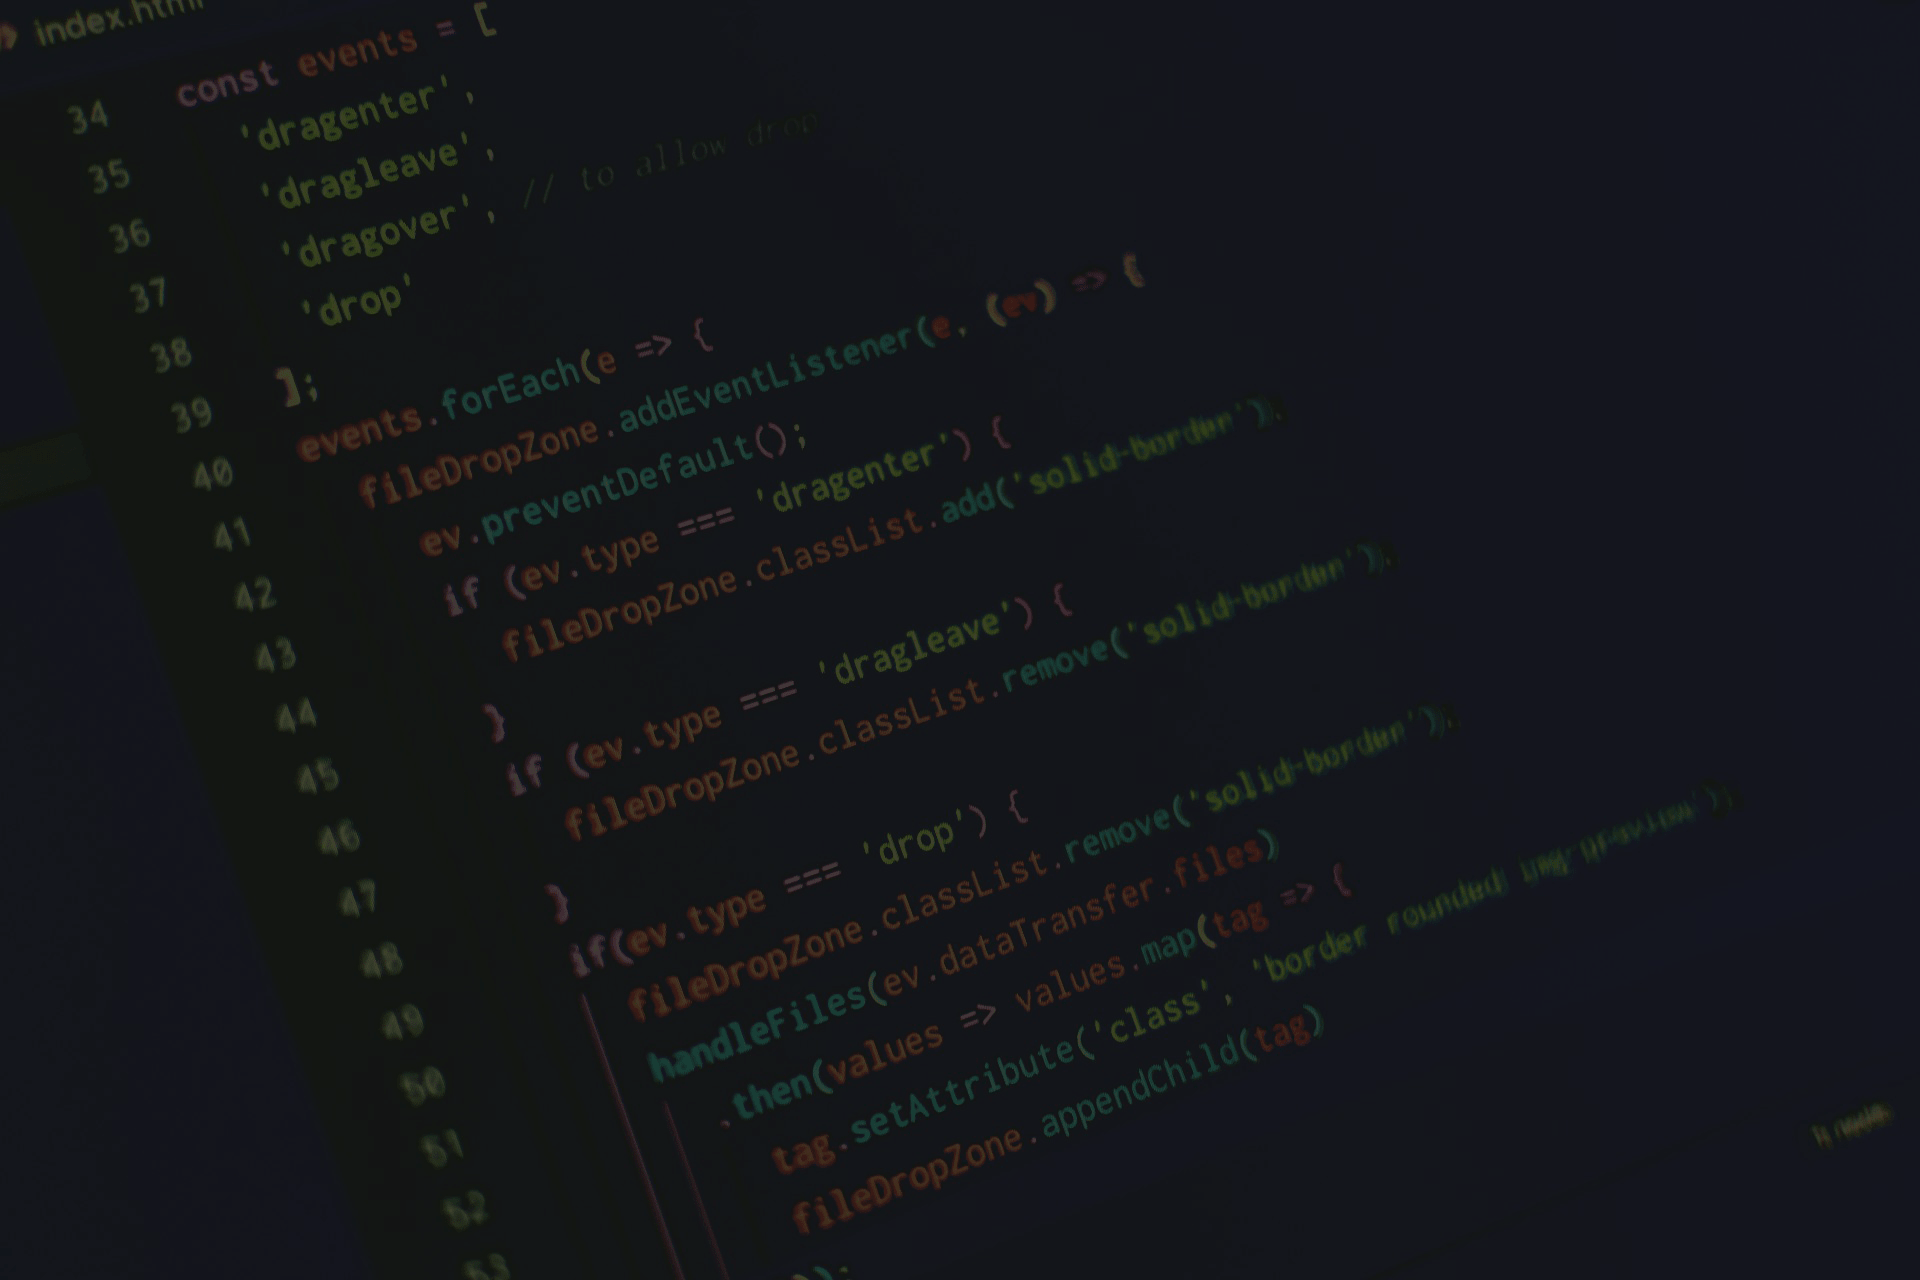 index.html
34 const events = [
35 'dragenter',
36 'dragleave',
37 'dragover', // to allow drop
38 'drop'
39 ];
40 events.forEach(e => {
41 fileDropZone.addEventListener(e, (ev) => {
42 ev.preventDefault();
43 if (ev.type === 'dragenter') {
44 fileDropZone.classList.add('solid-border');
45 }
46 if (ev.type === 'dragleave') {
47 fileDropZone.classList.remove('solid-border');
48 }
49 if(ev.type === 'drop') {
50 fileDropZone.classList.remove('solid-border');
51 handleFiles(ev.dataTransfer.files)
52 .then(values => values.map(tag => {
53 tag.setAttribute('class', 'border rounded img-preview');
fileDropZone.appendChild(tag)